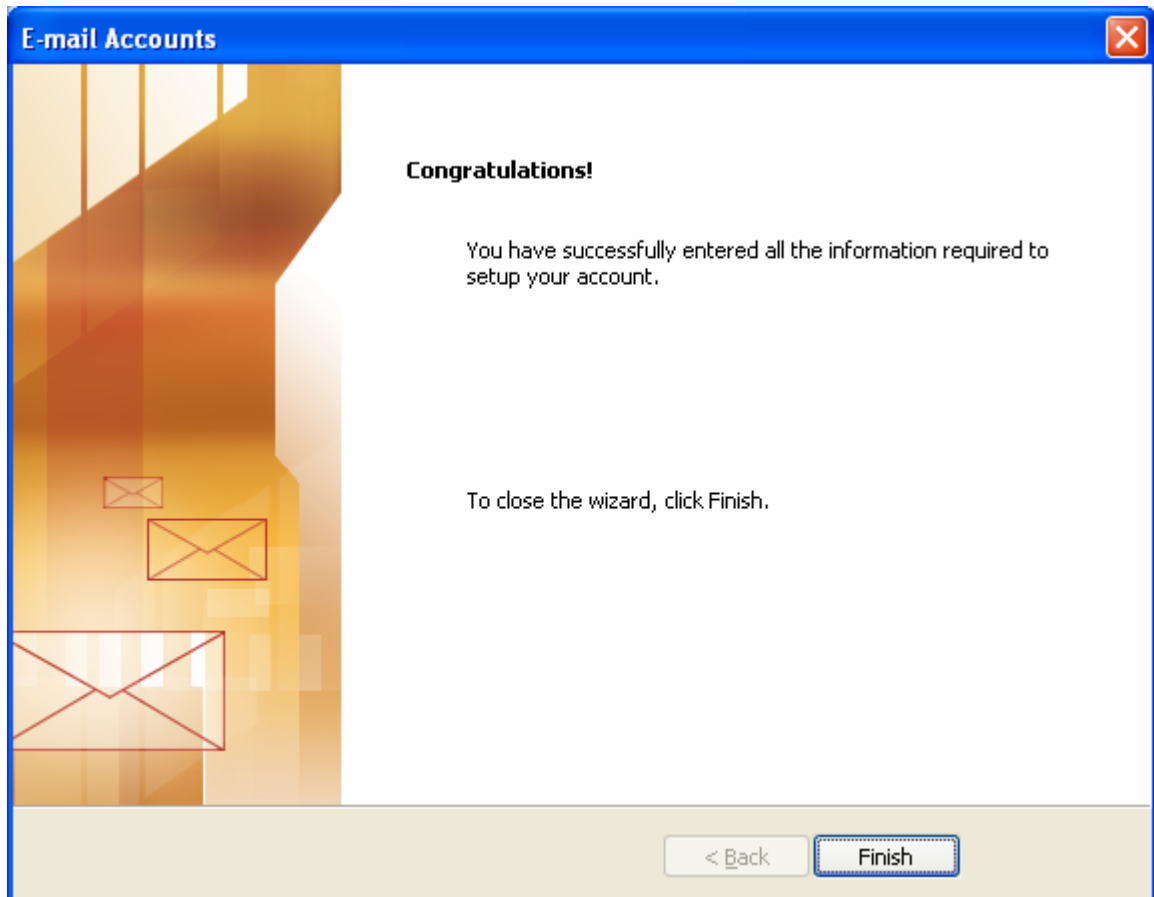 E-mail Accounts
Congratulations!
You have successfully entered all the information required to
setup your account.
To close the wizard, click Finish.
< Back
Finish